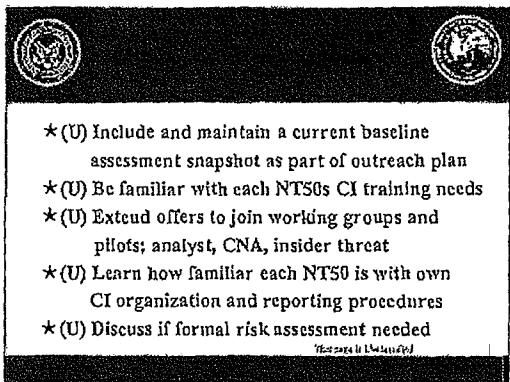 ★(U) Include and maintain a current baseline
assessment snapshot as part of outreach plan
★(U) Be familiar with each NT50s CI training needs
★(U) Extend offers to join working groups and
pilots; analyst, CNA, insider threat
★(U) Learn how familiar each NT50 is with own
CI organization and reporting procedures
★(U) Discuss if formal risk assessment needed